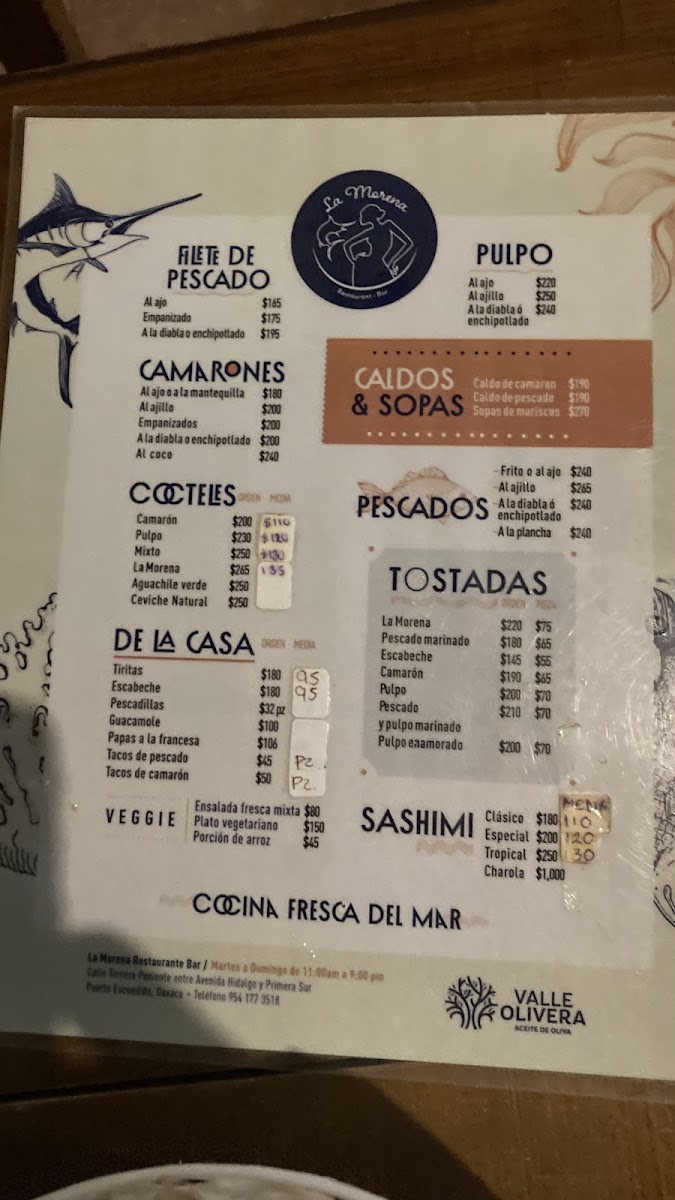 La Morena
Restaurant - Bar
FILETE DE
PESCADO
Al ajo $165
Empanizado $175
A la diabla o enchipotlado $195
PULPO
Al ajo $220
Al ajillo $250
A la diabla ó $240
enchipotlado
CAMARONES
Al ajo o a la mantequilla $180
Al ajillo $200
Empanizados $200
A la diabla o enchipotlado $200
Al coco $240
CALDOS
& SOPAS
Caldo de camaron $190
Caldo de pescado $190
Sopas de mariscos $270
COCTELES ORDEN MEDIA
Camarón $200 $110
Pulpo $230 $120
Mixto $250 $130
La Morena $265 135
Aguachile verde $250
Ceviche Natural $250
PESCADOS
Frito o al ajo $240
Al ajillo $265
A la diabla ó $240
enchipotlado
A la plancha $240
DE LA CASA ORDEN MEDIA
Tiritas $180 95
Escabeche $180 95
Pescadillas $32 pz
Guacamole $100
Papas a la francesa $106
Tacos de pescado $45 Pz.
Tacos de camarón $50 Pz.
TOSTADAS
ORDEN
La Morena $220 $75
Pescado marinado $180 $65
Escabeche $145 $55
Camarón $190 $65
Pulpo $200 $70
Pescado $210 $70
y pulpo marinado
Pulpo enamorado $200 $70
VEGGIE
Ensalada fresca mixta $80
Plato vegetariano $150
Porción de arroz $45
SASHIMI
MEDIA
Clásico $180 110
Especial $200 120
Tropical $250 130
Charola $1,000
COCINA FRESCA DEL MAR
La Morena Restaurante Bar / Martes a Domingo de 11:00am a 9:00 pm
Calle Tercera Poniente entre Avenida Hidalgo y Primera Sur
Puerto Escondido, Oaxaca - Teléfono 954 177 3518
VALLE
OLIVERA
ACEITE DE OLIVA